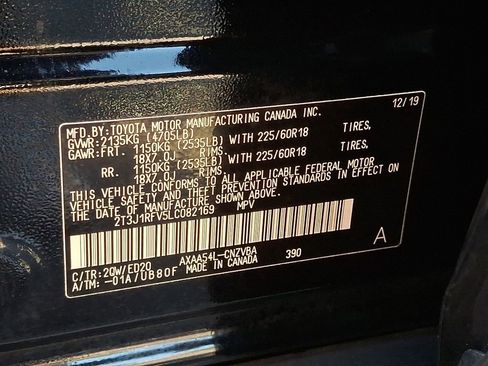 MFD.BY:TOYOTA MOTOR MANUFACTURING CANADA INC. 12/19
GVWR:2135KG (4705LB)
GAWR:FRT. 1150KG (2535LB) WITH 225/60R18 TIRES,
18X7.0J RIMS
RR. 1150KG (2535LB) WITH 225/60R18 TIRES,
18X7.0J RIMS
THIS VEHICLE CONFORMS TO ALL APPLICABLE FEDERAL MOTOR
VEHICLE SAFETY AND THEFT PREVENTION STANDARDS IN EFFECT ON
THE DATE OF MANUFACTURE SHOWN ABOVE.
2T3J1RFV5LC082169 MPV
C/TR:20W/ED20 AXAA54L-CNZVBA 390 A
A/TM: -01A/UB80F MADE IN CANADA